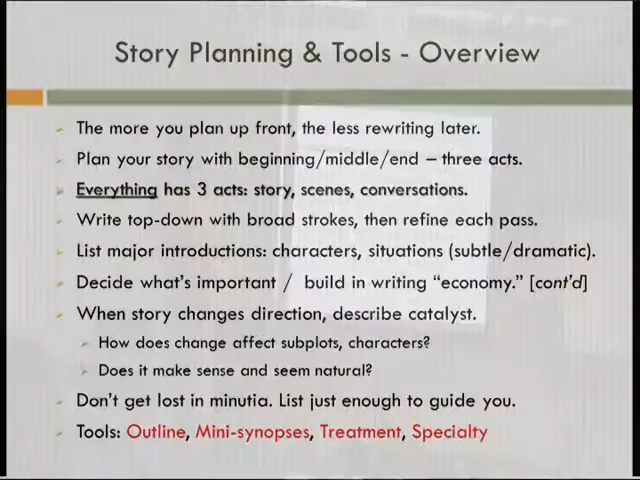 Story Planning & Tools - Overview
The more you plan up front, the less rewriting later.
Plan your story with beginning/middle/end – three acts.
Everything has 3 acts: story, scenes, conversations.
Write top-down with broad strokes, then refine each pass.
List major introductions: characters, situations (subtle/dramatic).
Decide what's important / build in writing “economy.” [cont'd]
When story changes direction, describe catalyst.
How does change affect subplots, characters?
Does it make sense and seem natural?
Don't get lost in minutia. List just enough to guide you.
Tools: Outline, Mini-synopses, Treatment, Specialty